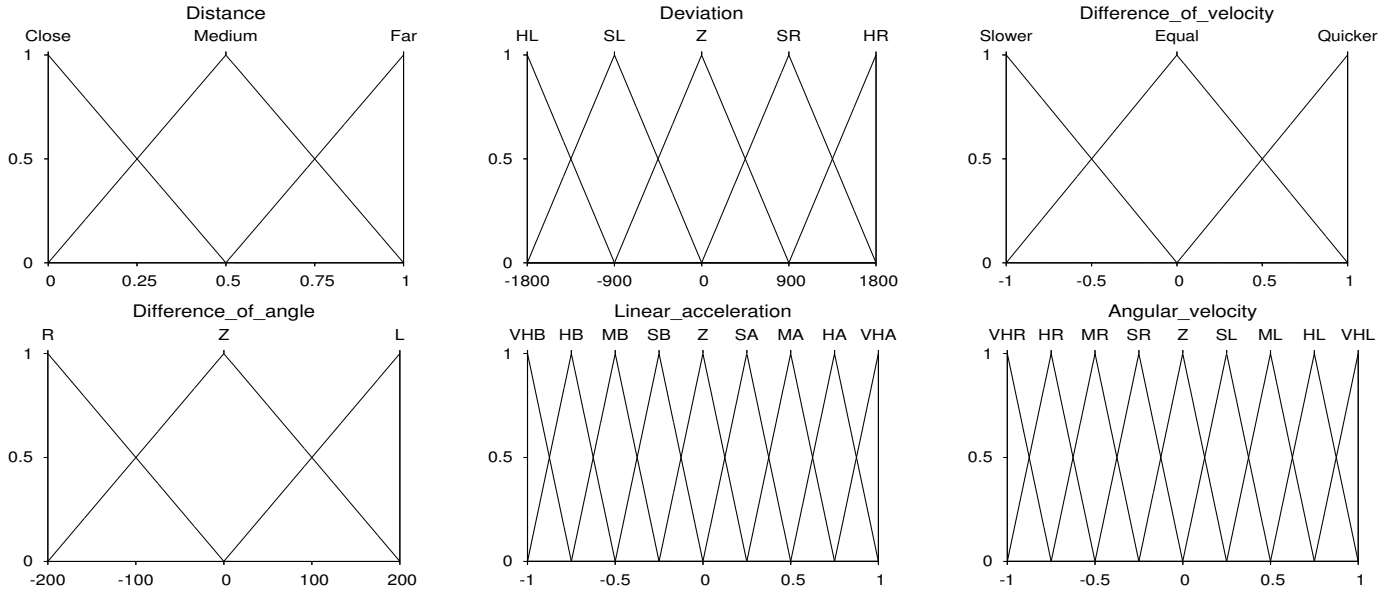 Distance
Close Medium Far
1
0.5
0
0 0.25 0.5 0.75 1
Deviation
HL SL Z SR HR
1
0.5
0
-1800 -900 0 900 1800
Difference_of_velocity
Slower Equal Quicker
1
0.5
0
-1 -0.5 0 0.5 1
Difference_of_angle
R Z L
1
0.5
0
-200 -100 0 100 200
Linear_acceleration
VHB HB MB SB Z SA MA HA VHA
1
0.5
0
-1 -0.5 0 0.5 1
Angular_velocity
VHR HR MR SR Z SL ML HL VHL
1
0.5
0
-1 -0.5 0 0.5 1